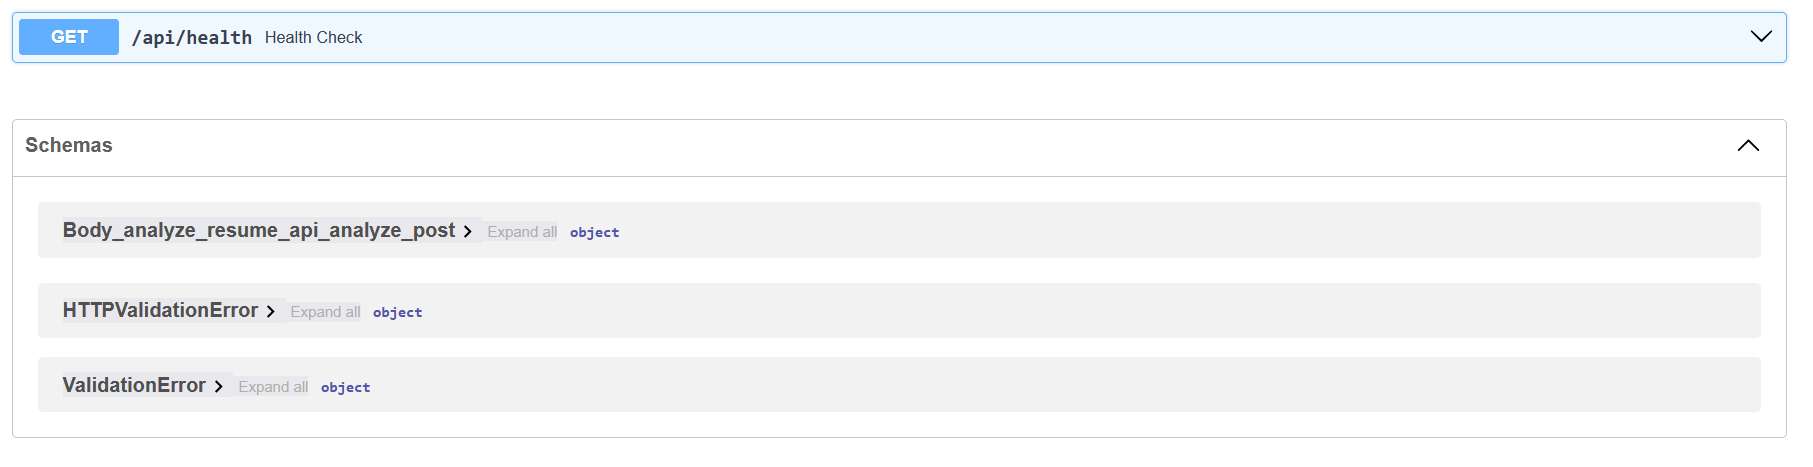 GET /api/health Health Check
Schemas
Body_analyze_resume_api_analyze_post Expand all object
HTTPValidationError Expand all object
ValidationError Expand all object